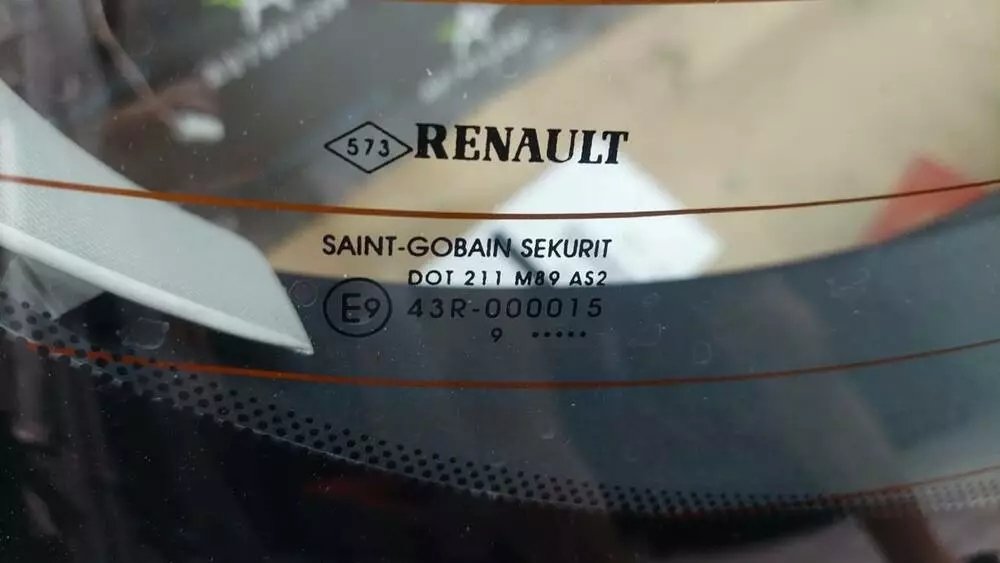 573 RENAULT
SAINT-GOBAIN SEKURIT
DOT 211 M89 AS2
E9 43R-000015
9 •••••